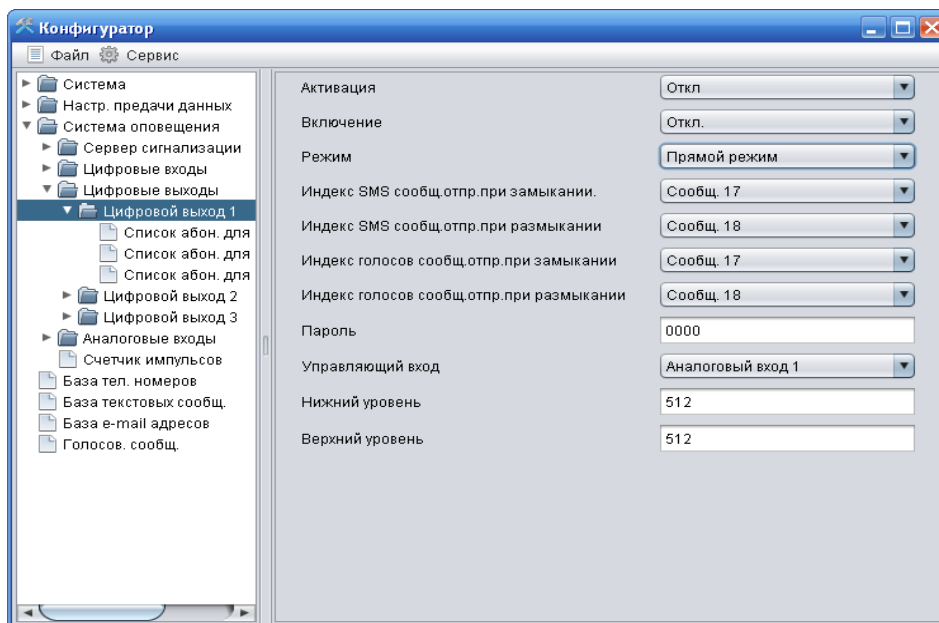 Конфигуратор
Файл Сервис
Система
Настр. предачи данных
Система оповещения
Сервер сигнализации
Цифровые входы
Цифровые выходы
Цифровой выход 1
Список абон. для
Список абон. для
Список абон. для
Цифровой выход 2
Цифровой выход 3
Аналоговые входы
Счетчик импульсов
База тел. номеров
База текстовых сообщ.
База e-mail адресов
Голосов. сообщ.
Активация Откл
Включение Откл.
Режим Прямой режим
Индекс SMS сообщ.отпр.при замыкании. Сообщ. 17
Индекс SMS сообщ.отпр.при размыкании Сообщ. 18
Индекс голосов сообщ.отпр.при замыкании Сообщ. 17
Индекс голосов сообщ.отпр.при размыкании Сообщ. 18
Пароль 0000
Управляющий вход Аналоговый вход 1
Нижний уровень 512
Верхний уровень 512